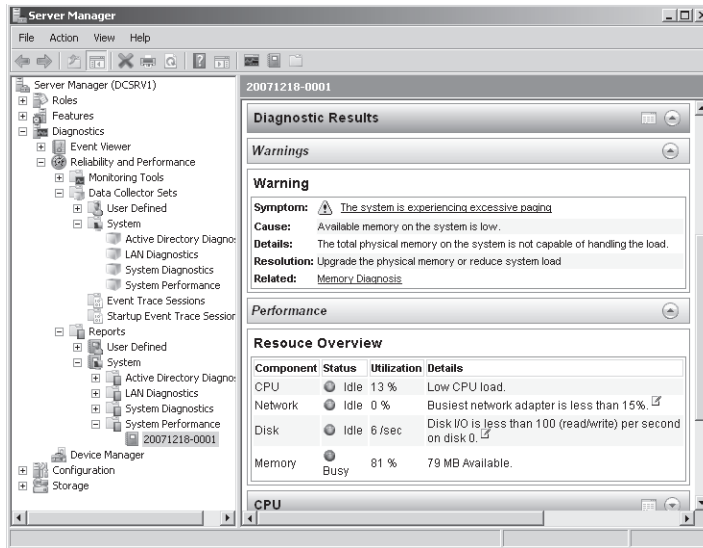 Server Manager
File Action View Help
Server Manager (DCSRV1)
Roles
Features
Diagnostics
Event Viewer
Reliability and Performance
Monitoring Tools
Data Collector Sets
User Defined
System
Active Directory Diagno
LAN Diagnostics
System Diagnostics
System Performance
Event Trace Sessions
Startup Event Trace Session
Reports
User Defined
System
Active Directory Diagno
LAN Diagnostics
System Diagnostics
System Performance
20071218-0001
Device Manager
Configuration
Storage
20071218-0001
Diagnostic Results
Warnings
Warning
Symptom: The system is experiencing excessive paging
Cause: Available memory on the system is low.
Details: The total physical memory on the system is not capable of handling the load.
Resolution: Upgrade the physical memory or reduce system load
Related: Memory Diagnosis
Performance
Resouce Overview
Component Status Utilization Details
CPU Idle 13 % Low CPU load.
Network Idle 0 % Busiest network adapter is less than 15%.
Disk Idle 6 /sec Disk I/O is less than 100 (read/write) per second
on disk 0.
Memory Busy 81 % 79 MB Available.
CPU